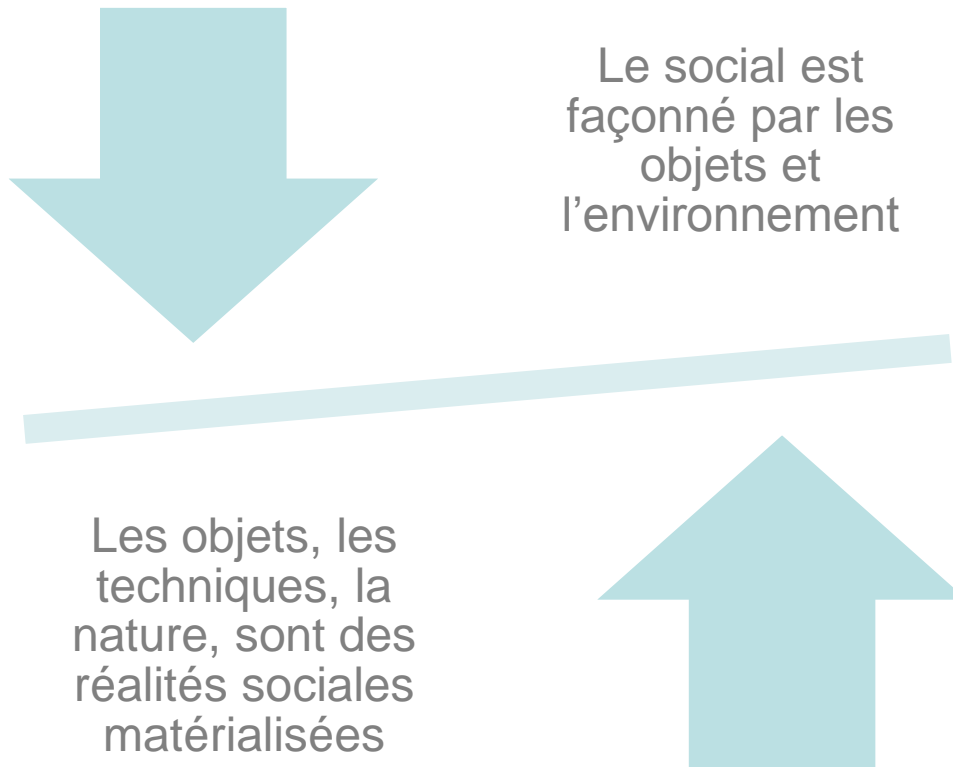 Le social est
façonné par les
objets et
l’environnement
Les objets, les
techniques, la
nature, sont des
réalités sociales
matérialisées